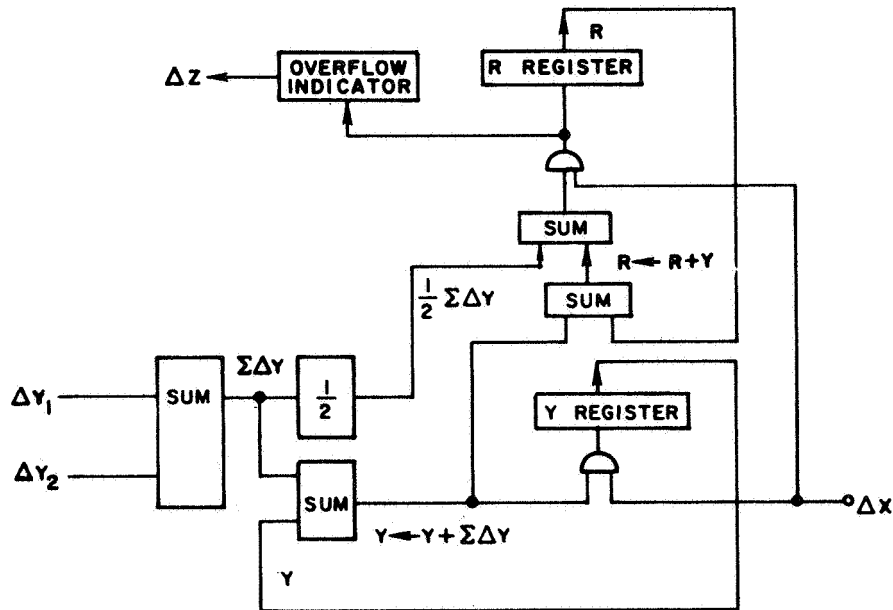 R
OVERFLOW
INDICATOR
R REGISTER
ΔZ
SUM
R ← R+Y
1/2 ΣΔY
SUM
ΣΔY
ΔY₁
SUM
1/2
Y REGISTER
ΔY₂
SUM
ΔX
Y ← Y + ΣΔY
Y